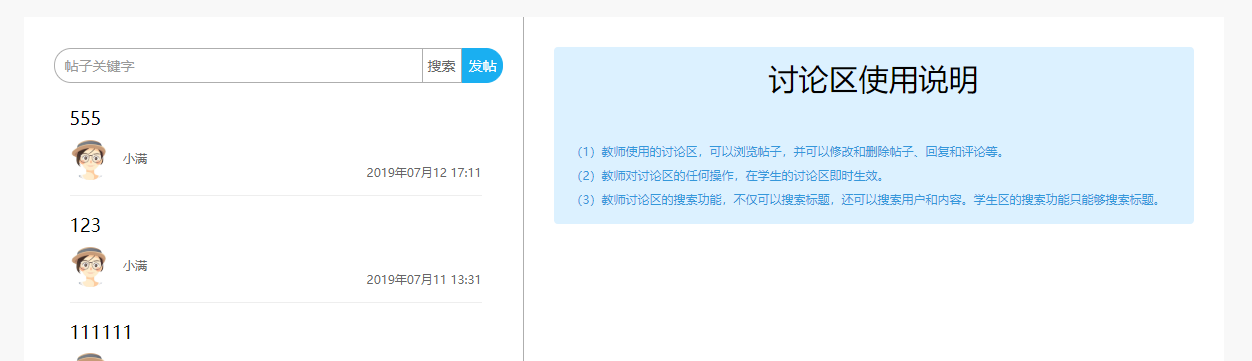 帖子关键字
搜索
发帖
555
小满
2019年07月12 17:11
123
小满
2019年07月11 13:31
111111
讨论区使用说明
（1）教师使用的讨论区，可以浏览帖子，并可以修改和删除帖子、回复和评论等。
（2）教师对讨论区的任何操作，在学生的讨论区即时生效。
（3）教师讨论区的搜索功能，不仅可以搜索标题，还可以搜索用户和内容。学生区的搜索功能只能够搜索标题。